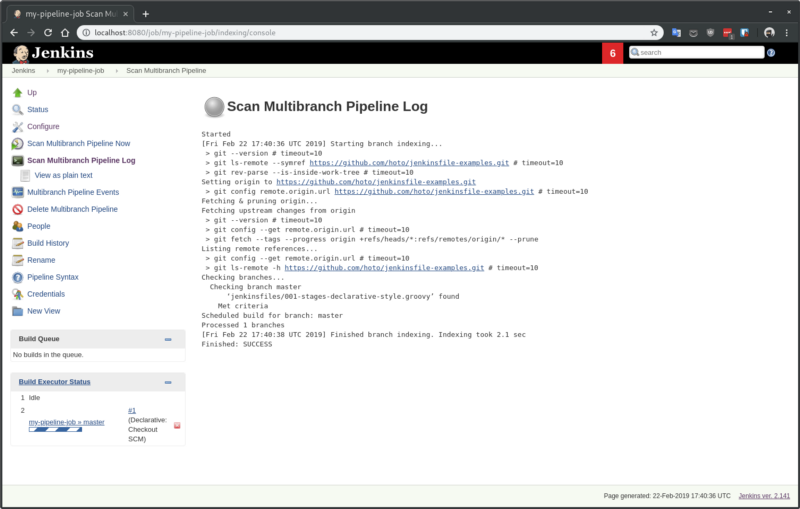 my-pipeline-job Scan Mul
localhost:8080/job/my-pipeline-job/indexing/console
Jenkins
6
search
Jenkins
my-pipeline-job
Scan Multibranch Pipeline
Up
Status
Configure
Scan Multibranch Pipeline Now
Scan Multibranch Pipeline Log
View as plain text
Multibranch Pipeline Events
Delete Multibranch Pipeline
People
Build History
Rename
Pipeline Syntax
Credentials
New View
Build Queue
No builds in the queue.
Build Executor Status
1 Idle
2
my-pipeline-job » master
#1
(Declarative:
Checkout
SCM)
Scan Multibranch Pipeline Log
Started
[Fri Feb 22 17:40:36 UTC 2019] Starting branch indexing...
> git --version # timeout=10
> git ls-remote --symref https://github.com/hoto/jenkinsfile-examples.git # timeout=10
> git rev-parse --is-inside-work-tree # timeout=10
Setting origin to https://github.com/hoto/jenkinsfile-examples.git
> git config remote.origin.url https://github.com/hoto/jenkinsfile-examples.git # timeout=10
Fetching & pruning origin...
Fetching upstream changes from origin
> git --version # timeout=10
> git config --get remote.origin.url # timeout=10
> git fetch --tags --progress origin +refs/heads/*:refs/remotes/origin/* --prune
Listing remote references...
> git config --get remote.origin.url # timeout=10
> git ls-remote -h https://github.com/hoto/jenkinsfile-examples.git # timeout=10
Checking branches...
Checking branch master
‘jenkinsfiles/001-stages-declarative-style.groovy’ found
Met criteria
Scheduled build for branch: master
Processed 1 branches
[Fri Feb 22 17:40:38 UTC 2019] Finished branch indexing. Indexing took 2.1 sec
Finished: SUCCESS
Page generated: 22-Feb-2019 17:40:36 UTC
Jenkins ver. 2.141